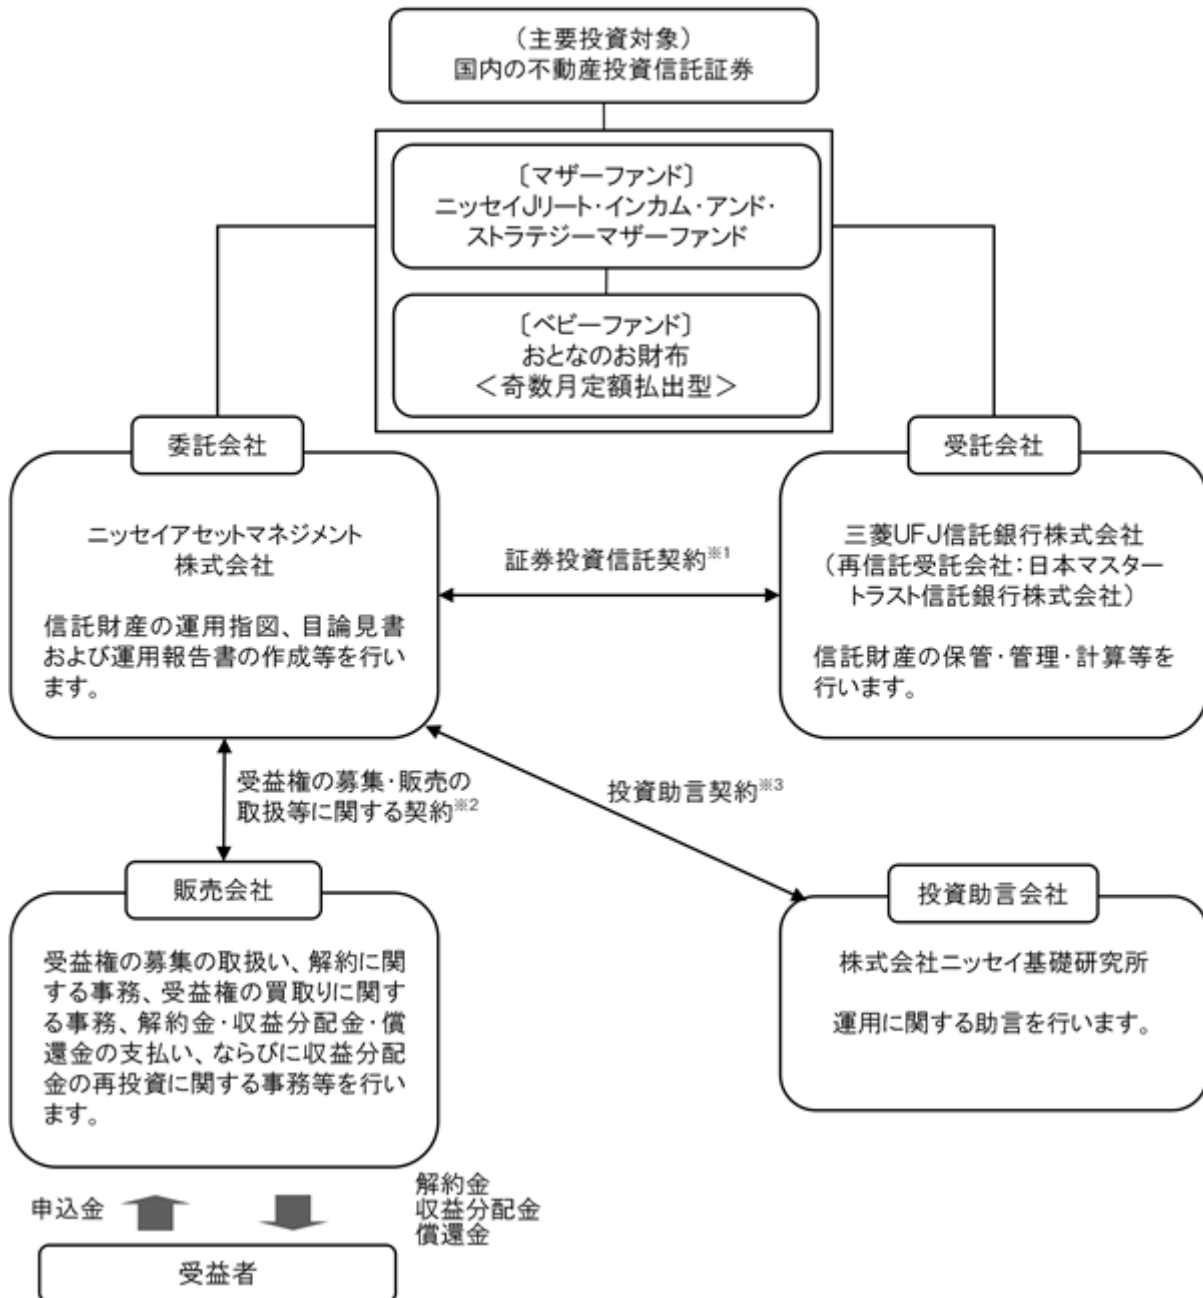 （主要投資対象）
国内の不動産投資信託証券
〔マザーファンド〕
ニッセイJリート・インカム・アンド・
ストラテジーマザーファンド
〔ベビーファンド〕
おとなのお財布
＜奇数月定額払出型＞
委託会社
ニッセイアセットマネジメント
株式会社
信託財産の運用指図、目論見書
および運用報告書の作成等を行い
ます。
証券投資信託契約※1
受託会社
三菱UFJ信託銀行株式会社
（再信託受託会社：日本マスター
トラスト信託銀行株式会社）
信託財産の保管・管理・計算等を
行います。
受益権の募集・販売の
取扱等に関する契約※2
投資助言契約※3
販売会社
受益権の募集の取扱い、解約に関
する事務、受益権の買取りに関す
る事務、解約金・収益分配金・償
還金の支払い、ならびに収益分配
金の再投資に関する事務等を行い
ます。
投資助言会社
株式会社ニッセイ基礎研究所
運用に関する助言を行います。
申込金
解約金
収益分配金
償還金
受益者